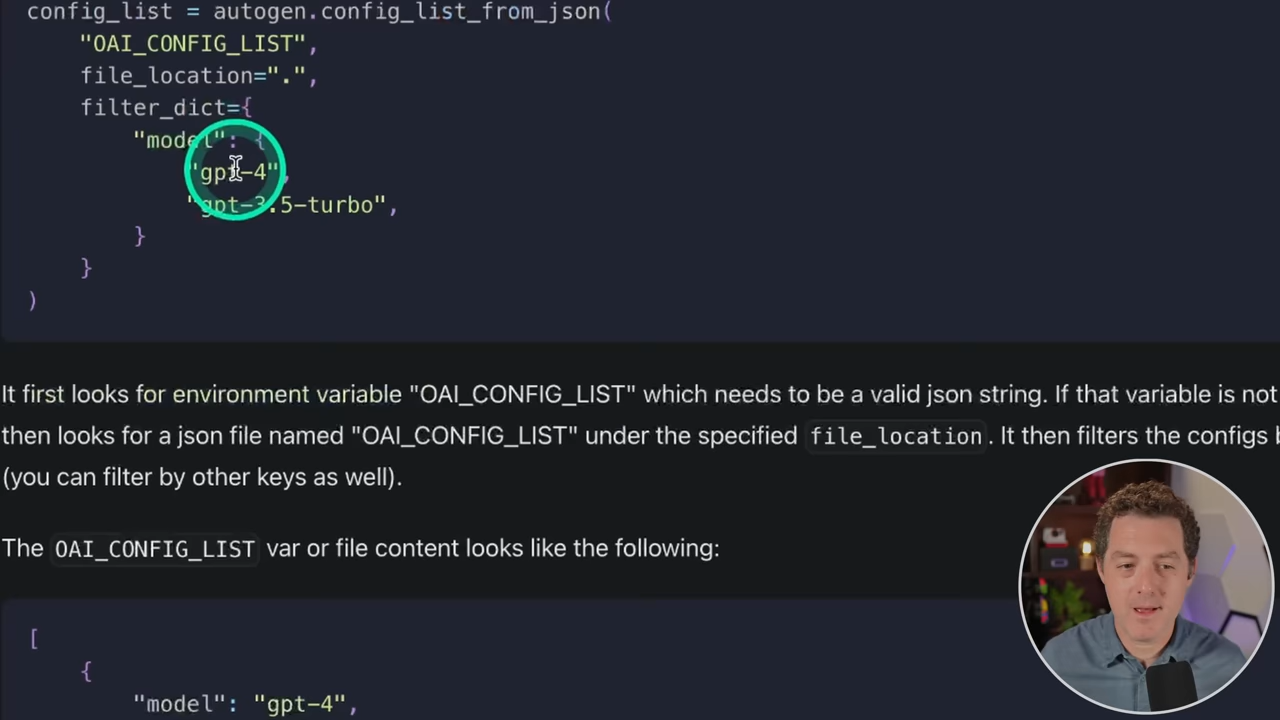 config_list = autogen.config_list_from_json(
"OAI_CONFIG_LIST",
file_location=".",
filter_dict={
"model": {
"gpt-4",
"gpt-3.5-turbo",
}
}
)
It first looks for environment variable "OAI_CONFIG_LIST" which needs to be a valid json string. If that variable is not
then looks for a json file named "OAI_CONFIG_LIST" under the specified file_location. It then filters the configs
(you can filter by other keys as well).
The OAI_CONFIG_LIST var or file content looks like the following:
[
{
"model": "gpt-4",